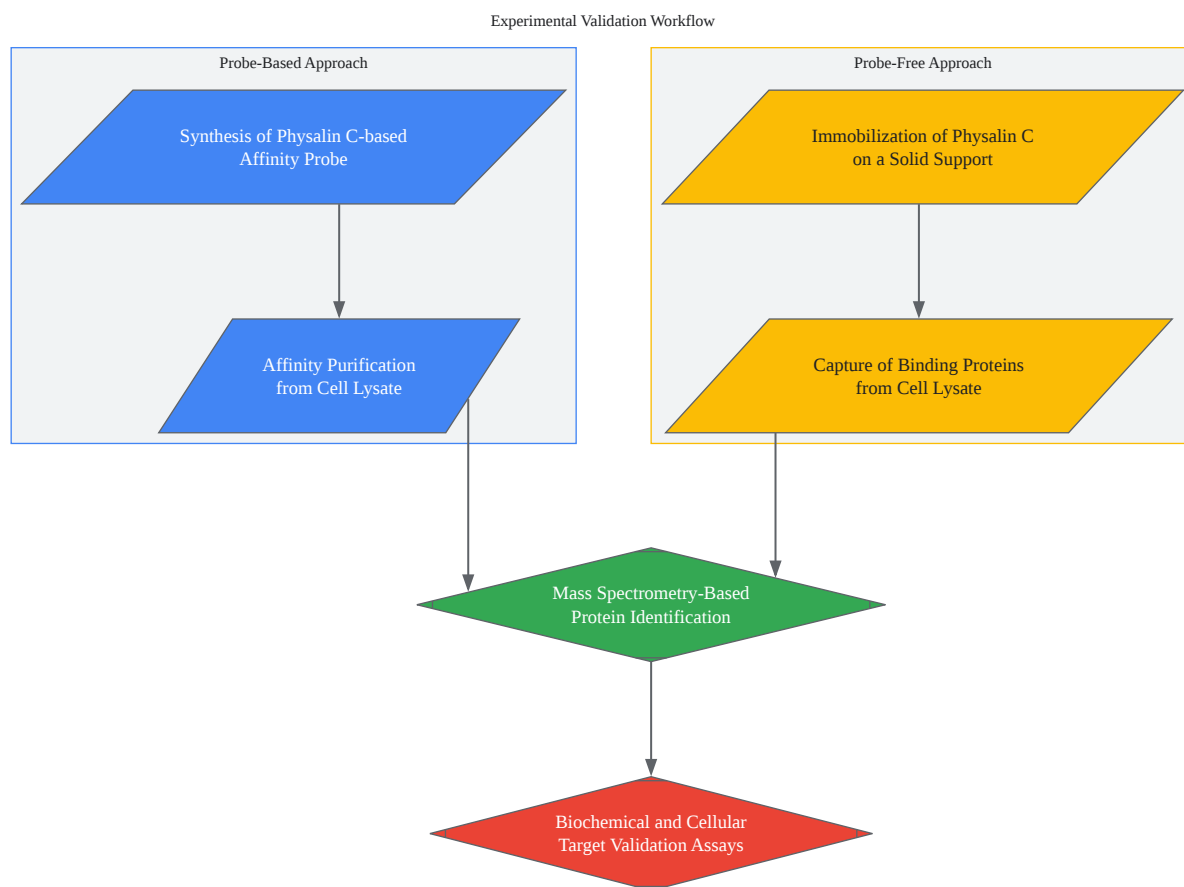 Experimental Validation Workflow
Probe-Based Approach
Synthesis of Physalin C-based
Affinity Probe
Affinity Purification
from Cell Lysate
Probe-Free Approach
Immobilization of Physalin C
on a Solid Support
Capture of Binding Proteins
from Cell Lysate
Mass Spectrometry-Based
Protein Identification
Biochemical and Cellular
Target Validation Assays